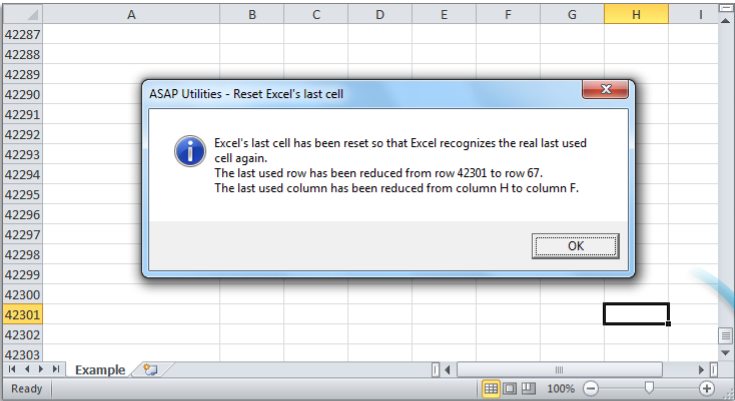 A B C D E F G H I
42287
42288
42289
42290
42291
42292
42293
42294
42295
42296
42297
42298
42299
42300
42301
42302
42303
ASAP Utilities - Reset Excel's last cell
Excel's last cell has been reset so that Excel recognizes the real last used
cell again.
The last used row has been reduced from row 42301 to row 67.
The last used column has been reduced from column H to column F.
OK
Example
Ready 100%